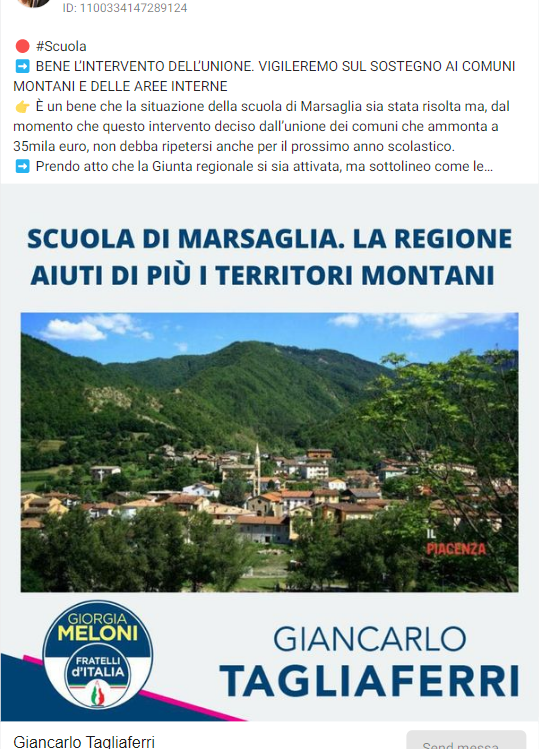 ID: 1100334147289124
🔴 #Scuola
➡️ BENE L'INTERVENTO DELL'UNIONE. VIGILEREMO SUL SOSTEGNO AI COMUNI
MONTANI E DELLE AREE INTERNE
👉 È un bene che la situazione della scuola di Marsaglia sia stata risolta ma, dal
momento che questo intervento deciso dall'unione dei comuni che ammonta a
35mila euro, non debba ripetersi anche per il prossimo anno scolastico.
➡️ Prendo atto che la Giunta regionale si sia attivata, ma sottolineo come le...
SCUOLA DI MARSAGLIA. LA REGIONE
AIUTI DI PIÙ I TERRITORI MONTANI
IL
PIACENZA
GIORGIA
MELONI
FRATELLI
d'ITALIA
GIANCARLO
TAGLIAFERRI
Giancarlo Tagliaferri
Send messa...